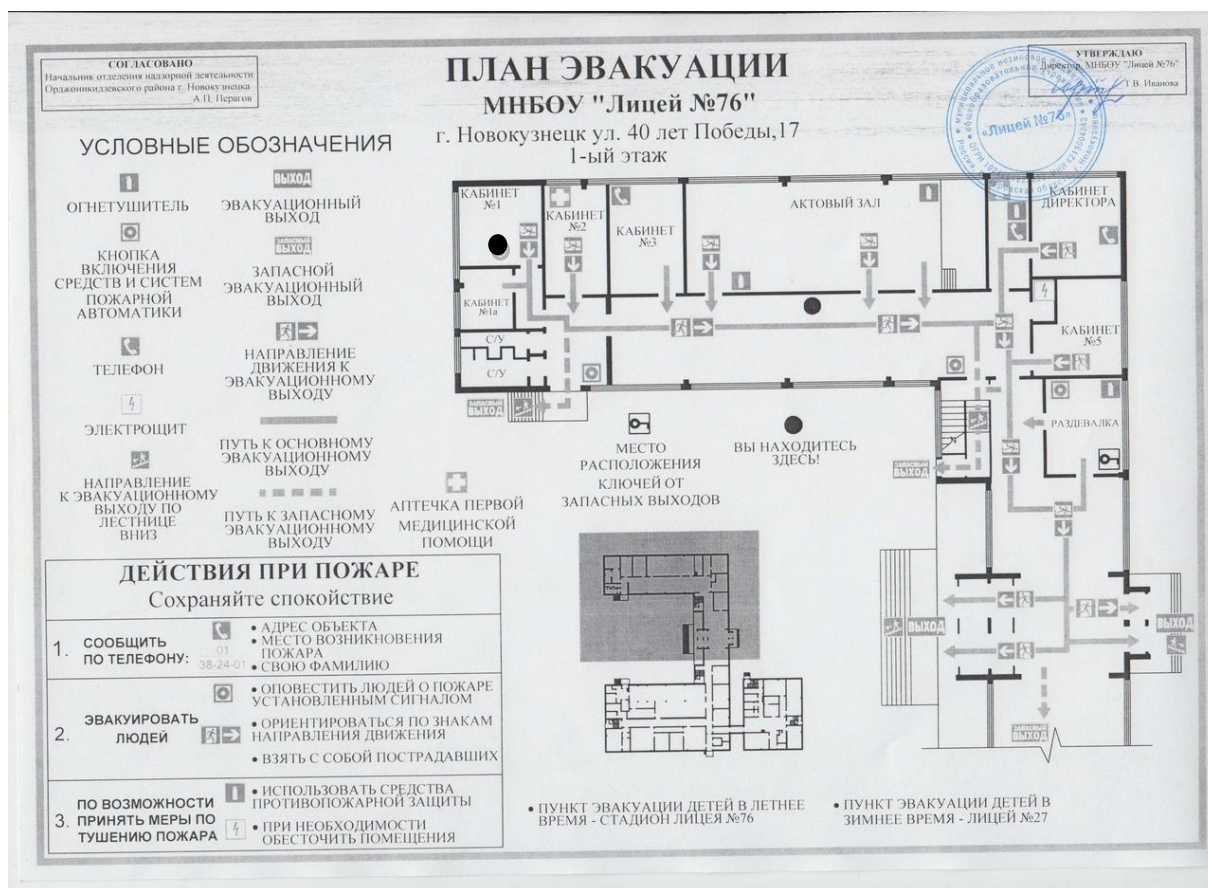 СОГЛАСОВАНО
Начальник отделения надзорной деятельности
Орджоникидзевского района г. Новокузнецка
А.П. Перагов
ПЛАН ЭВАКУАЦИИ
МНБОУ "Лицей №76"
г. Новокузнецк ул. 40 лет Победы,17
1-ый этаж
УТВЕРЖДАЮ
Директор МНБОУ "Лицей №76"
Т.В. Иванова
«Лицей №76»
УСЛОВНЫЕ ОБОЗНАЧЕНИЯ
ОГНЕТУШИТЕЛЬ
КНОПКА
ВКЛЮЧЕНИЯ
СРЕДСТВ И СИСТЕМ
ПОЖАРНОЙ
АВТОМАТИКИ
ТЕЛЕФОН
ЭЛЕКТРОЩИТ
НАПРАВЛЕНИЕ
К ЭВАКУАЦИОННОМУ
ВЫХОДУ ПО
ЛЕСТНИЦЕ
ВНИЗ
ВЫХОД
ЭВАКУАЦИОННЫЙ
ВЫХОД
ЗАПАСНЫЙ
ВЫХОД
ЗАПАСНОЙ
ЭВАКУАЦИОННЫЙ
ВЫХОД
НАПРАВЛЕНИЕ
ДВИЖЕНИЯ К
ЭВАКУАЦИОННОМУ
ВЫХОДУ
ПУТЬ К ОСНОВНОМУ
ЭВАКУАЦИОННОМУ
ВЫХОДУ
ПУТЬ К ЗАПАСНОМУ
ЭВАКУАЦИОННОМУ
ВЫХОДУ
АПТЕЧКА ПЕРВОЙ
МЕДИЦИНСКОЙ
ПОМОЩИ
КАБИНЕТ
№1
КАБИНЕТ
№2
КАБИНЕТ
№3
АКТОВЫЙ ЗАЛ
КАБИНЕТ
ДИРЕКТОРА
КАБИНЕТ
№1а
С/У
С/У
КАБИНЕТ
№5
РАЗДЕВАЛКА
ЗАПАСНЫЙ
ВЫХОД
ЗАПАСНЫЙ
ВЫХОД
МЕСТО
РАСПОЛОЖЕНИЯ
КЛЮЧЕЙ ОТ
ЗАПАСНЫХ ВЫХОДОВ
ВЫ НАХОДИТЕСЬ
ЗДЕСЬ!
ВЫХОД
ВЫХОД
ЗАПАСНЫЙ
ВЫХОД
ДЕЙСТВИЯ ПРИ ПОЖАРЕ
Сохраняйте спокойствие
1. СООБЩИТЬ
ПО ТЕЛЕФОНУ:
01
38-24-01
• АДРЕС ОБЪЕКТА
• МЕСТО ВОЗНИКНОВЕНИЯ
ПОЖАРА
• СВОЮ ФАМИЛИЮ
2. ЭВАКУИРОВАТЬ
ЛЮДЕЙ
• ОПОВЕСТИТЬ ЛЮДЕЙ О ПОЖАРЕ
УСТАНОВЛЕННЫМ СИГНАЛОМ
• ОРИЕНТИРОВАТЬСЯ ПО ЗНАКАМ
НАПРАВЛЕНИЯ ДВИЖЕНИЯ
• ВЗЯТЬ С СОБОЙ ПОСТРАДАВШИХ
3. ПО ВОЗМОЖНОСТИ
ПРИНЯТЬ МЕРЫ ПО
ТУШЕНИЮ ПОЖАРА
• ИСПОЛЬЗОВАТЬ СРЕДСТВА
ПРОТИВОПОЖАРНОЙ ЗАЩИТЫ
• ПРИ НЕОБХОДИМОСТИ
ОБЕСТОЧИТЬ ПОМЕЩЕНИЯ
• ПУНКТ ЭВАКУАЦИИ ДЕТЕЙ В ЛЕТНЕЕ
ВРЕМЯ - СТАДИОН ЛИЦЕЯ №76
• ПУНКТ ЭВАКУАЦИИ ДЕТЕЙ В
ЗИМНЕЕ ВРЕМЯ - ЛИЦЕЙ №27